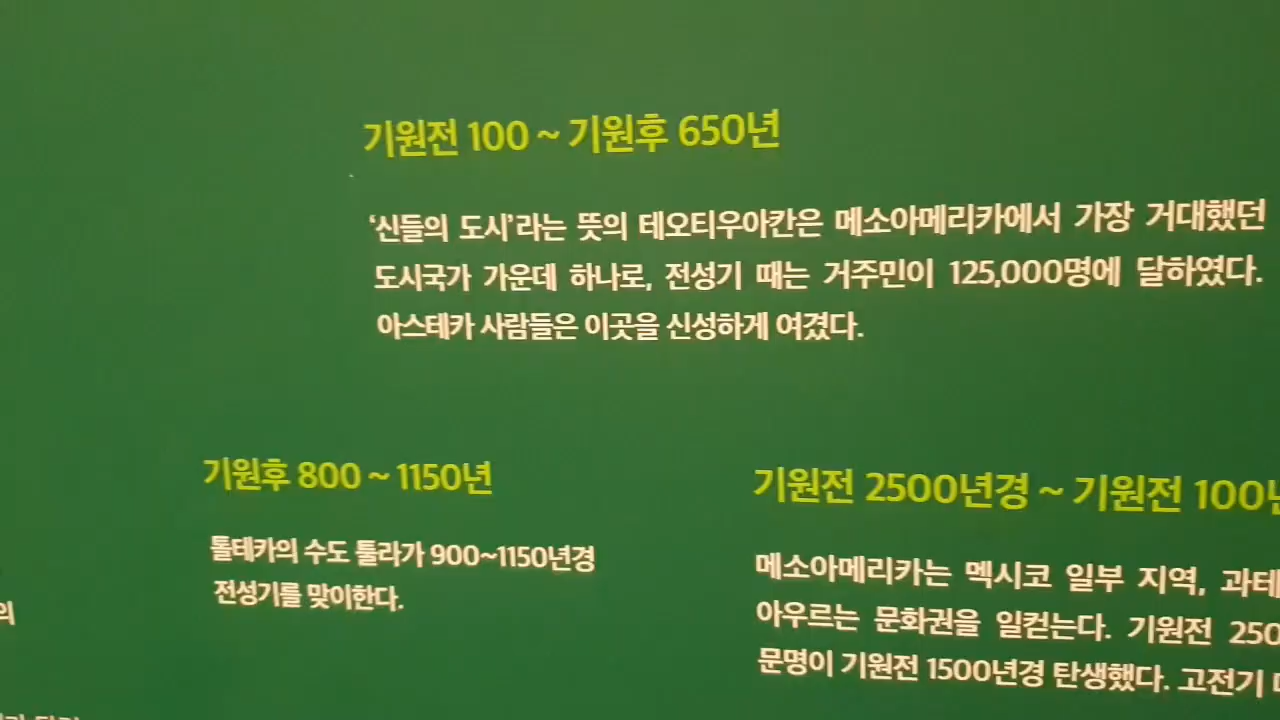 기원전 100 ~ 기원후 650년
‘신들의 도시’라는 뜻의 테오티우아칸은 메소아메리카에서 가장 거대했던
도시국가 가운데 하나로, 전성기 때는 거주민이 125,000명에 달하였다.
아스테카 사람들은 이곳을 신성하게 여겼다.
기원후 800 ~ 1150년
톨테카의 수도 툴라가 900~1150년경
전성기를 맞이한다.
기원전 2500년경 ~ 기원전 100년
메소아메리카는 멕시코 일부 지역, 과테
아우르는 문화권을 일컫는다. 기원전 250
문명이 기원전 1500년경 탄생했다. 고전기
의